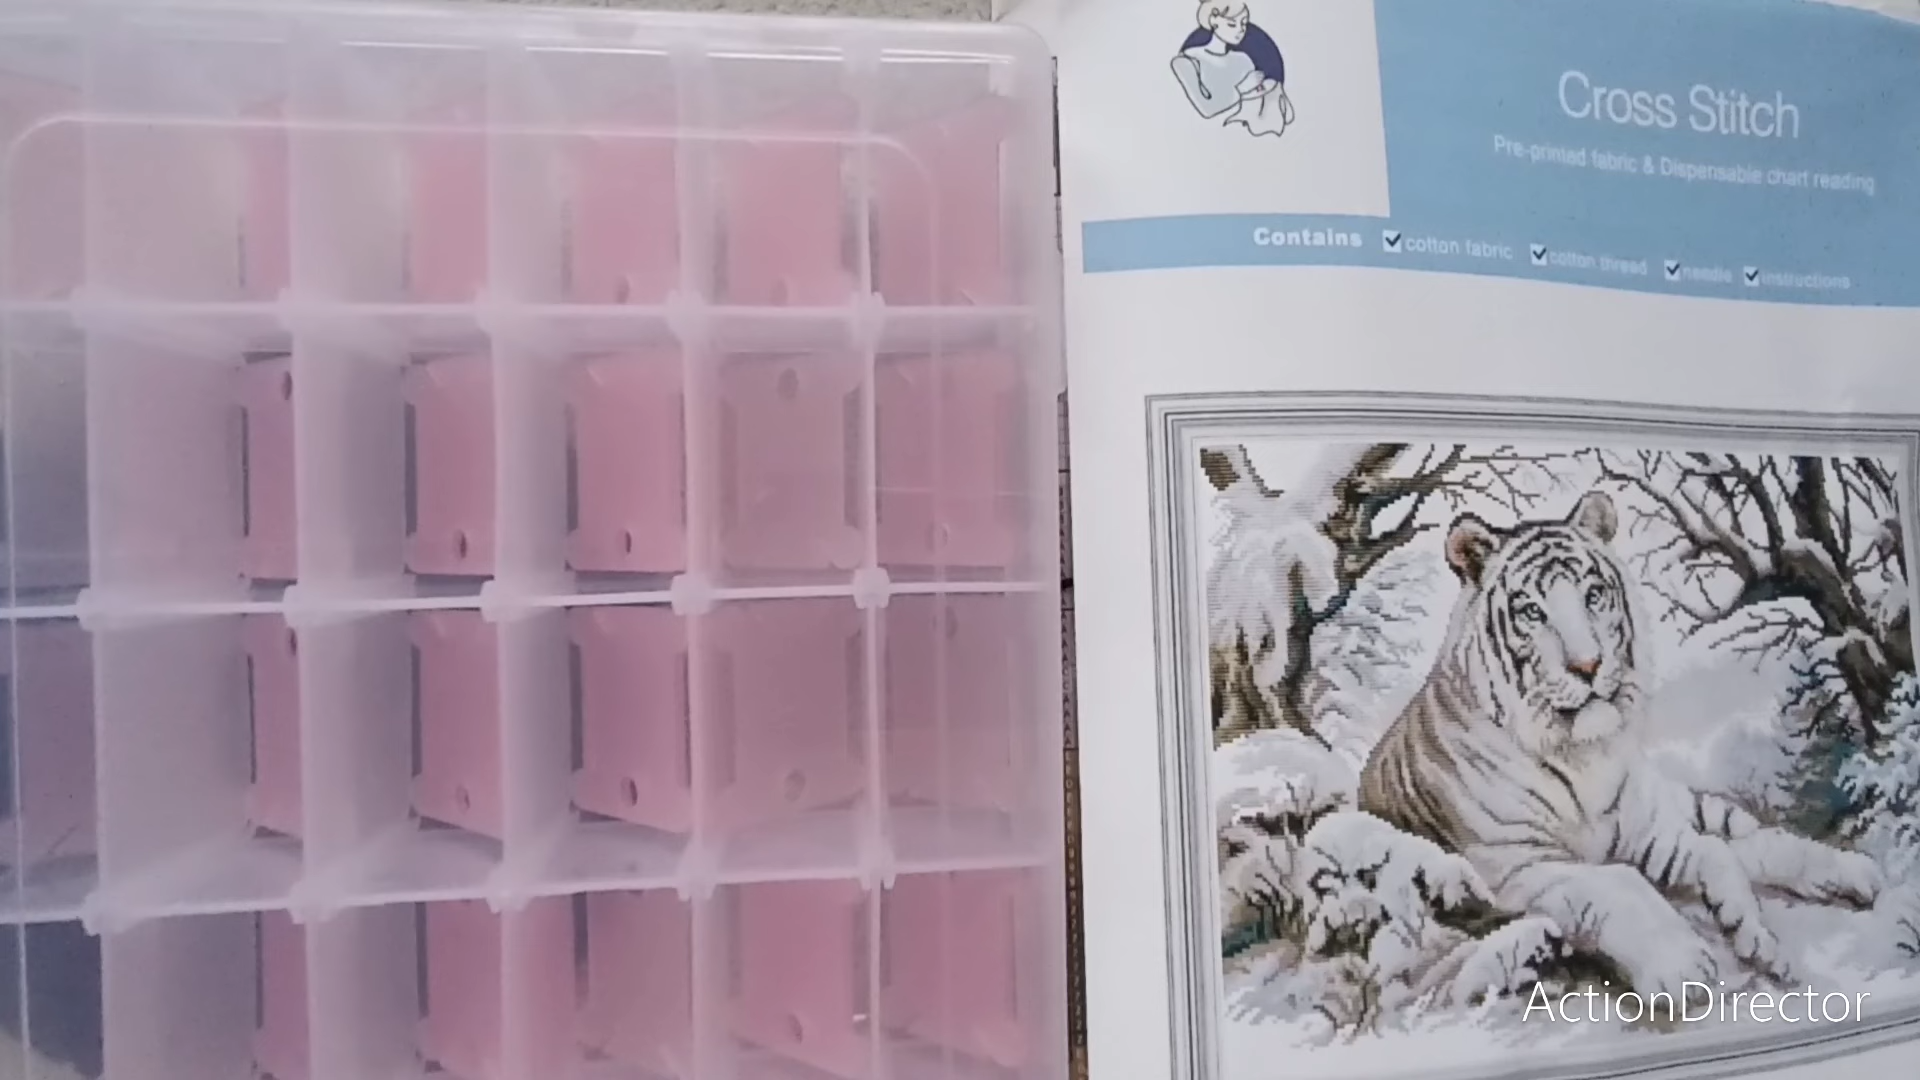 Cross Stitch
Pre-printed fabric & Dispensable chart reading
Contains cotton fabric cotton thread needle instructions
ActionDirector